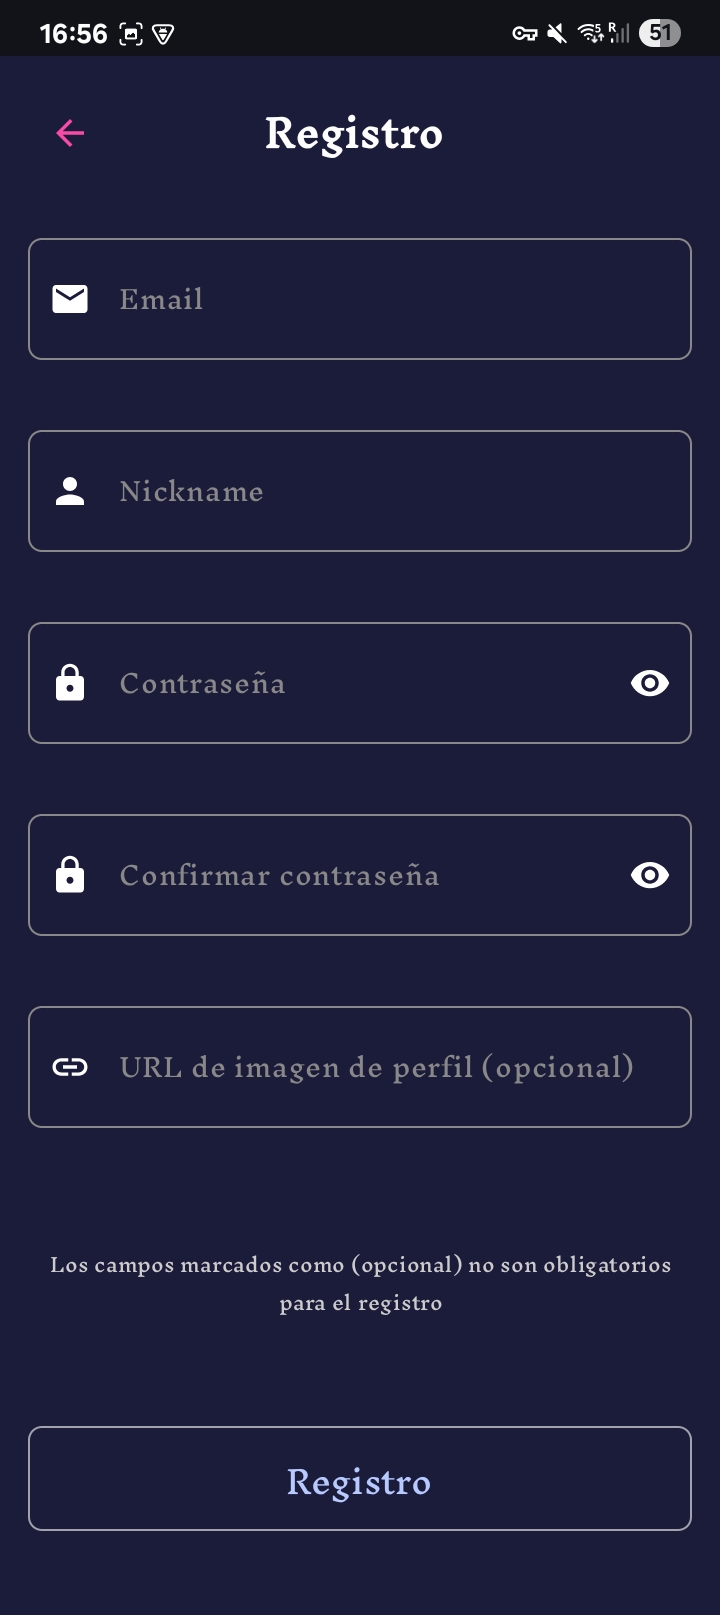 16:56
5
R
51
Registro
Email
Nickname
Contraseña
Confirmar contraseña
URL de imagen de perfil (opcional)
Los campos marcados como (opcional) no son obligatorios
para el registro
Registro